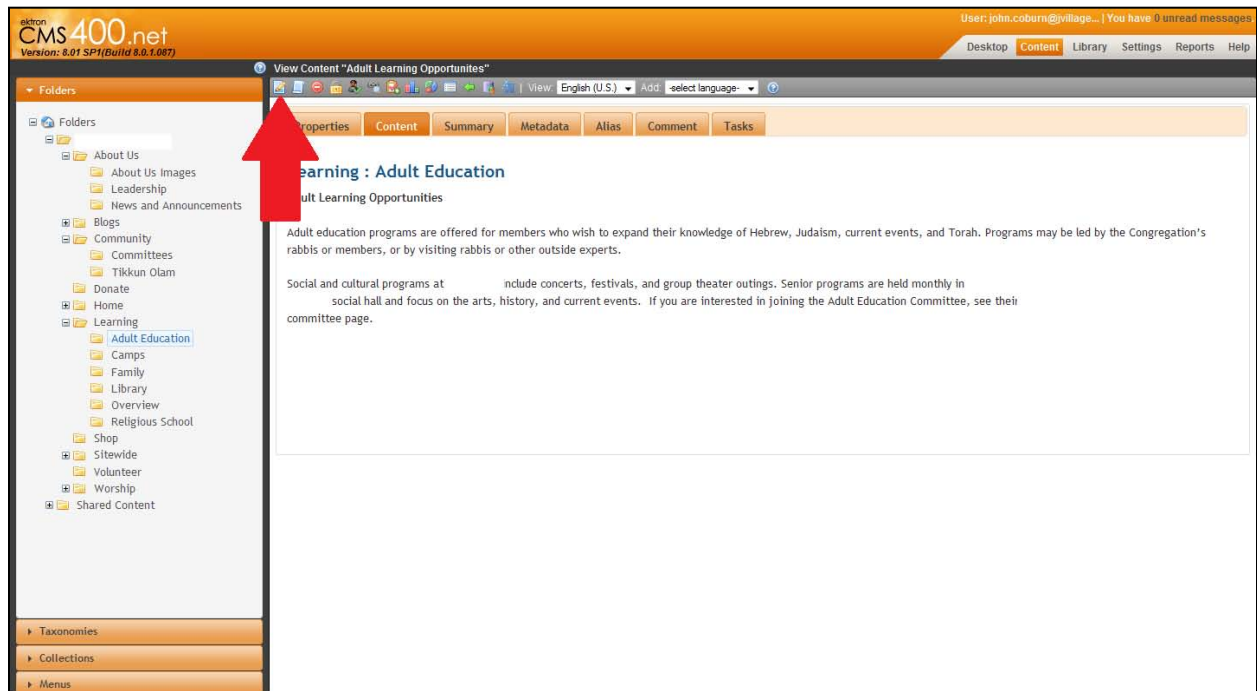 ektron
CMS400.net
Version: 8.01 SP1(Build 8.0.1.087)
User: john.coburn@jvillage... | You have 0 unread messages
Desktop Content Library Settings Reports Help
View Content "Adult Learning Opportunites"
View: English (U.S.) Add: -select language-
Folders
Folders
About Us
About Us Images
Leadership
News and Announcements
Blogs
Community
Committees
Tikkun Olam
Donate
Home
Learning
Adult Education
Camps
Family
Library
Overview
Religious School
Shop
Sitewide
Volunteer
Worship
Shared Content
Taxonomies
Collections
Menus
Properties Content Summary Metadata Alias Comment Tasks
earning : Adult Education
ult Learning Opportunities
Adult education programs are offered for members who wish to expand their knowledge of Hebrew, Judaism, current events, and Torah. Programs may be led by the Congregation's
rabbis or members, or by visiting rabbis or other outside experts.
Social and cultural programs at nclude concerts, festivals, and group theater outings. Senior programs are held monthly in
social hall and focus on the arts, history, and current events. If you are interested in joining the Adult Education Committee, see their
committee page.